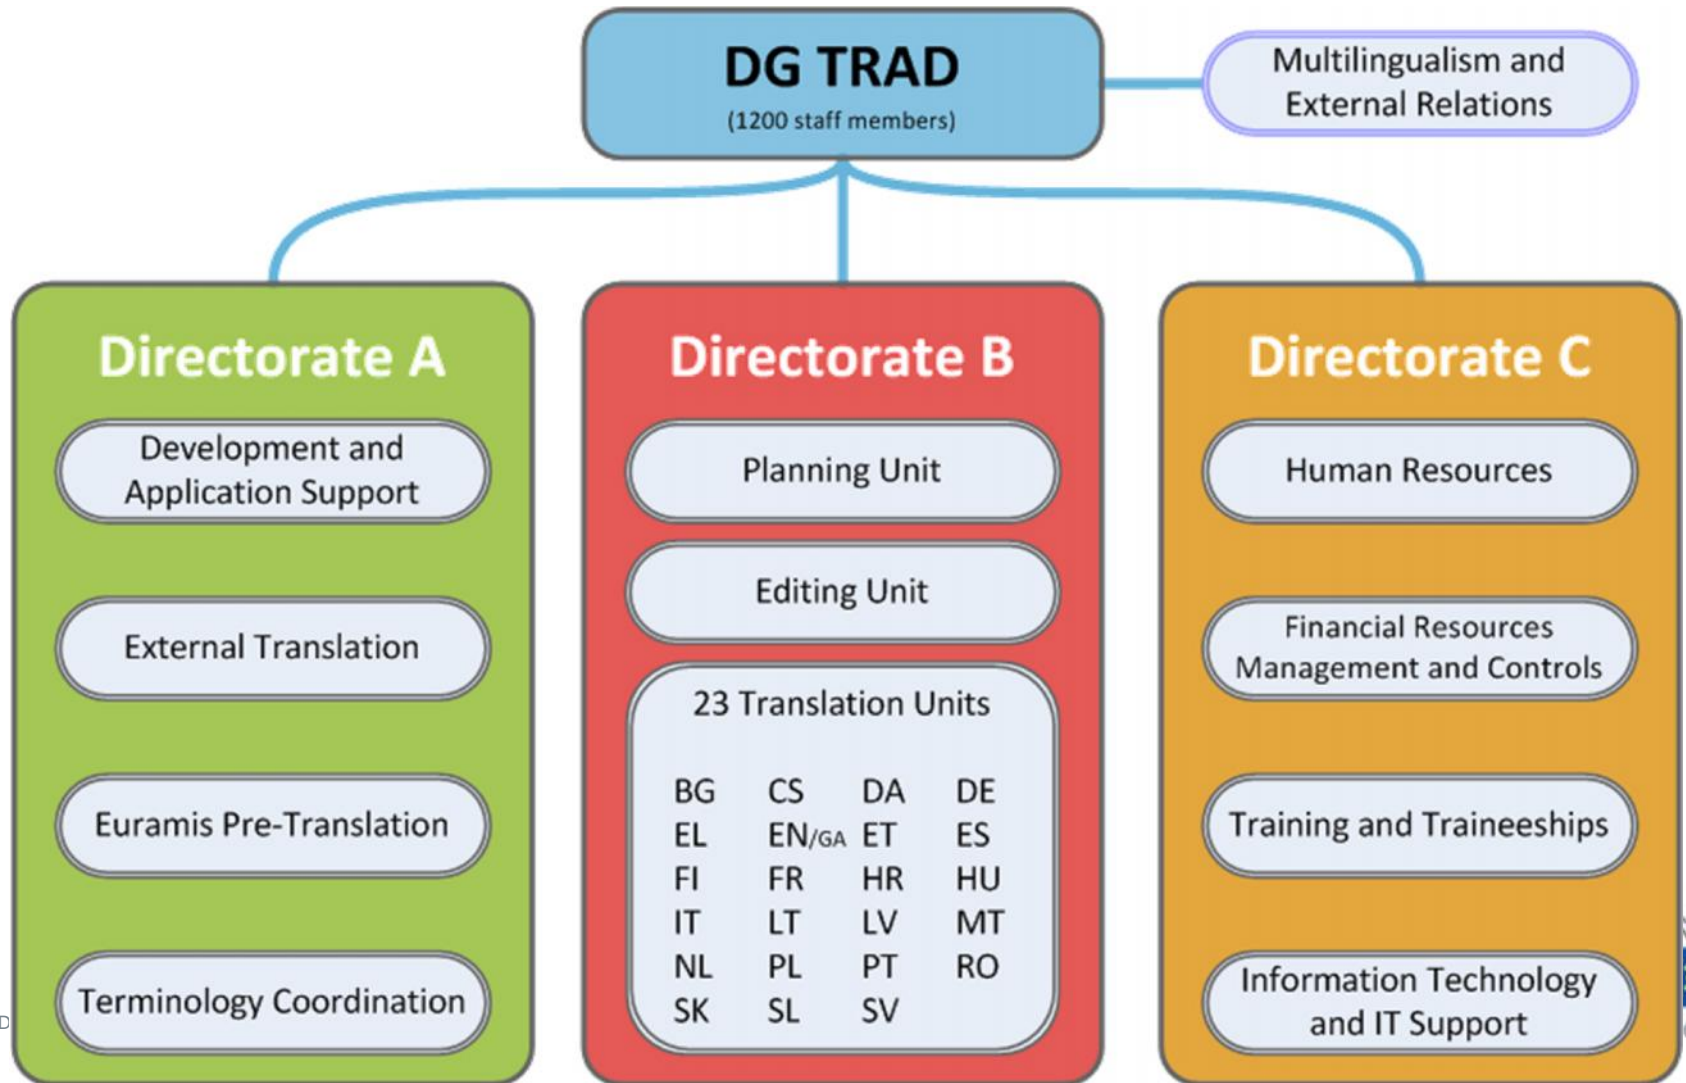 DG TRAD
(1200 staff members)
Multilingualism and
External Relations
Directorate A
Development and
Application Support
External Translation
Euramis Pre-Translation
Terminology Coordination
Directorate B
Planning Unit
Editing Unit
23 Translation Units
BG CS DA DE
EL EN/GA ET ES
FI FR HR HU
IT LT LV MT
NL PL PT RO
SK SL SV
Directorate C
Human Resources
Financial Resources
Management and Controls
Training and Traineeships
Information Technology
and IT Support